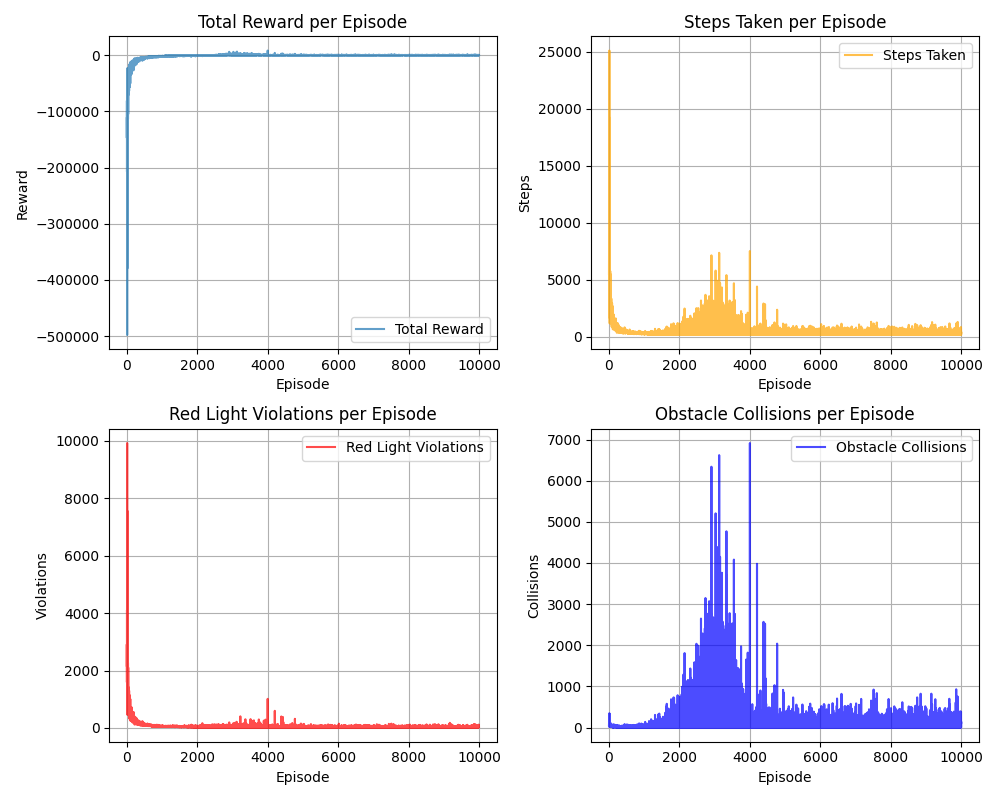 Total Reward per Episode
0
−100000
−200000
−300000
−400000
−500000
Reward
Total Reward
0 2000 4000 6000 8000 10000
Episode
Steps Taken per Episode
25000
20000
15000
10000
5000
0
Steps
Steps Taken
0 2000 4000 6000 8000 10000
Episode
Red Light Violations per Episode
10000
8000
6000
4000
2000
0
Violations
Red Light Violations
0 2000 4000 6000 8000 10000
Episode
Obstacle Collisions per Episode
7000
6000
5000
4000
3000
2000
1000
0
Collisions
Obstacle Collisions
0 2000 4000 6000 8000 10000
Episode